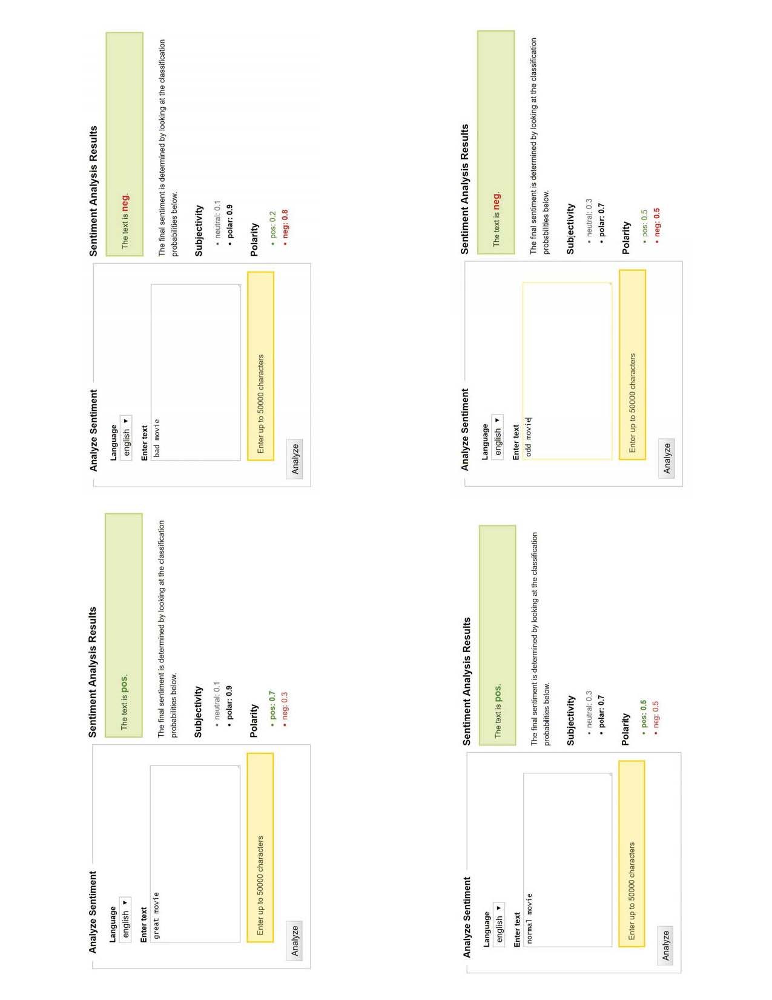 Analyze Sentiment
Language
english ▼
Enter text
great movie
Enter up to 50000 characters
Analyze
Sentiment Analysis Results
The text is pos.
The final sentiment is determined by looking at the classification
probabilities below.
Subjectivity
• neutral: 0.1
• polar: 0.9
Polarity
• pos: 0.7
• neg: 0.3
Analyze Sentiment
Language
english ▼
Enter text
bad movie
Enter up to 50000 characters
Analyze
Sentiment Analysis Results
The text is neg.
The final sentiment is determined by looking at the classification
probabilities below.
Subjectivity
• neutral: 0.1
• polar: 0.9
Polarity
• pos: 0.2
• neg: 0.8
Analyze Sentiment
Language
english ▼
Enter text
normal movie
Enter up to 50000 characters
Analyze
Sentiment Analysis Results
The text is pos.
The final sentiment is determined by looking at the classification
probabilities below.
Subjectivity
• neutral: 0.3
• polar: 0.7
Polarity
• pos: 0.5
• neg: 0.5
Analyze Sentiment
Language
english ▼
Enter text
odd movie
Enter up to 50000 characters
Analyze
Sentiment Analysis Results
The text is neg.
The final sentiment is determined by looking at the classification
probabilities below.
Subjectivity
• neutral: 0.3
• polar: 0.7
Polarity
• pos: 0.5
• neg: 0.5